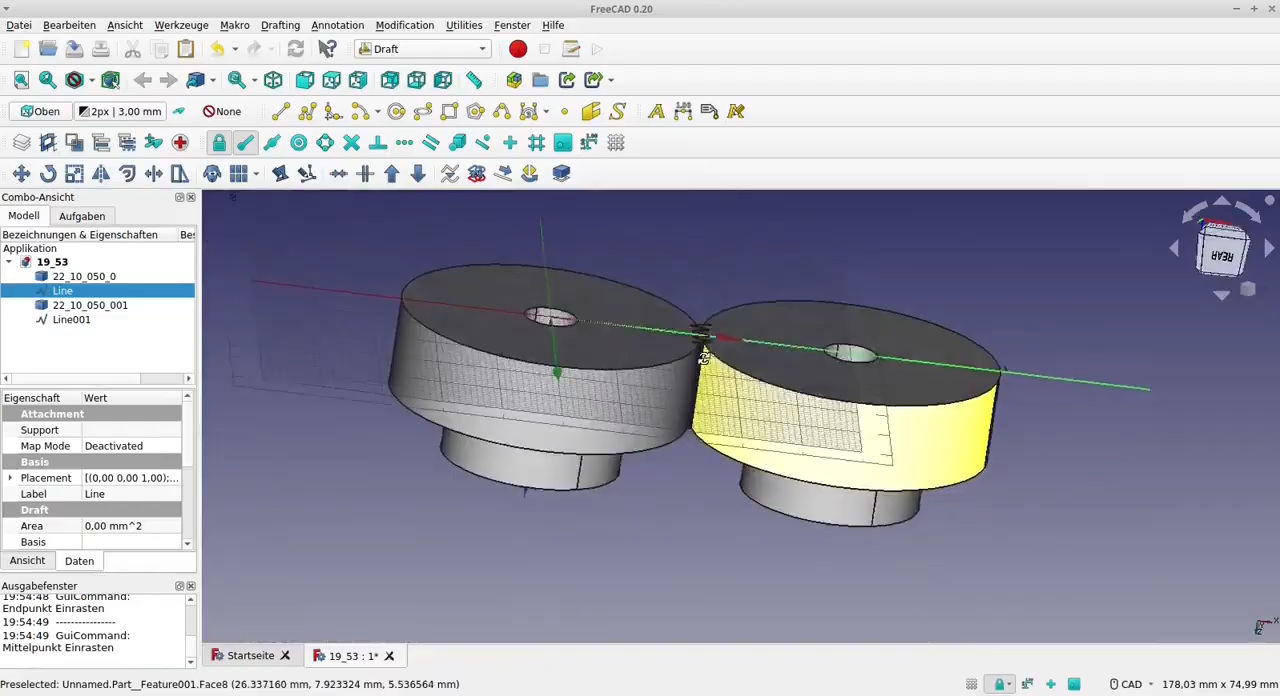 FreeCAD 0.20
Datei Bearbeiten Ansicht Werkzeuge Makro Drafting Annotation Modification Utilities Fenster Hilfe
Draft
Oben 2px | 3,00 mm None
Combo-Ansicht
Modell Aufgaben
Bezeichnungen & Eigenschaften Bes
Applikation
19_53
22_10_050_0
Line
22_10_050_001
Line001
REAR
Eigenschaft Wert
Attachment
Support
Map Mode Deactivated
Basis
Placement [(0,00 0,00 1,00);...
Label Line
Draft
Area 0,00 mm^2
Basis
Ansicht Daten
Ausgabefenster
19:54:48 GuiCommand:
Endpunkt Einrasten
19:54:49 ----------------
19:54:49 GuiCommand:
Mittelpunkt Einrasten
Startseite 19_53 : 1*
Preselected: Unnamed.Part__Feature001.Face8 (26.337160 mm, 7.923324 mm, 5.536564 mm) CAD 178,03 mm x 74,99 mm